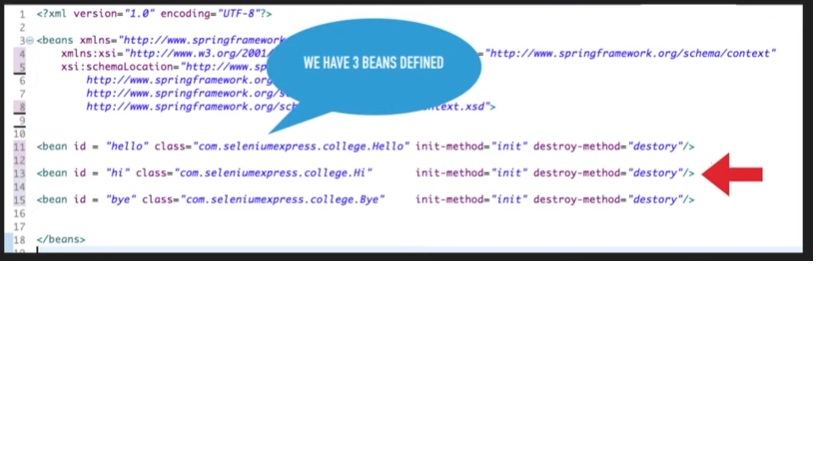 1 <?xml version="1.0" encoding="UTF-8"?>
2
3 <beans xmlns="http://www.springframework
4 xmlns:xsi="http://www.w3.org/2001/ ="http://www.springframework.org/schema/context"
5 xsi:schemaLocation="http://www.sp
6 http://www.springframework.org
7 http://www.springframework.org/s
8 http://www.springframework.org/sc ntext.xsd">
9
10
11 <bean id = "hello" class="com.seleniumexpress.college.Hello" init-method="init" destroy-method="destory"/>
12
13 <bean id = "hi" class="com.seleniumexpress.college.Hi" init-method="init" destroy-method="destory"/>
14
15 <bean id = "bye" class="com.seleniumexpress.college.Bye" init-method="init" destroy-method="destory"/>
16
17
18 </beans>
19
WE HAVE 3 BEANS DEFINED